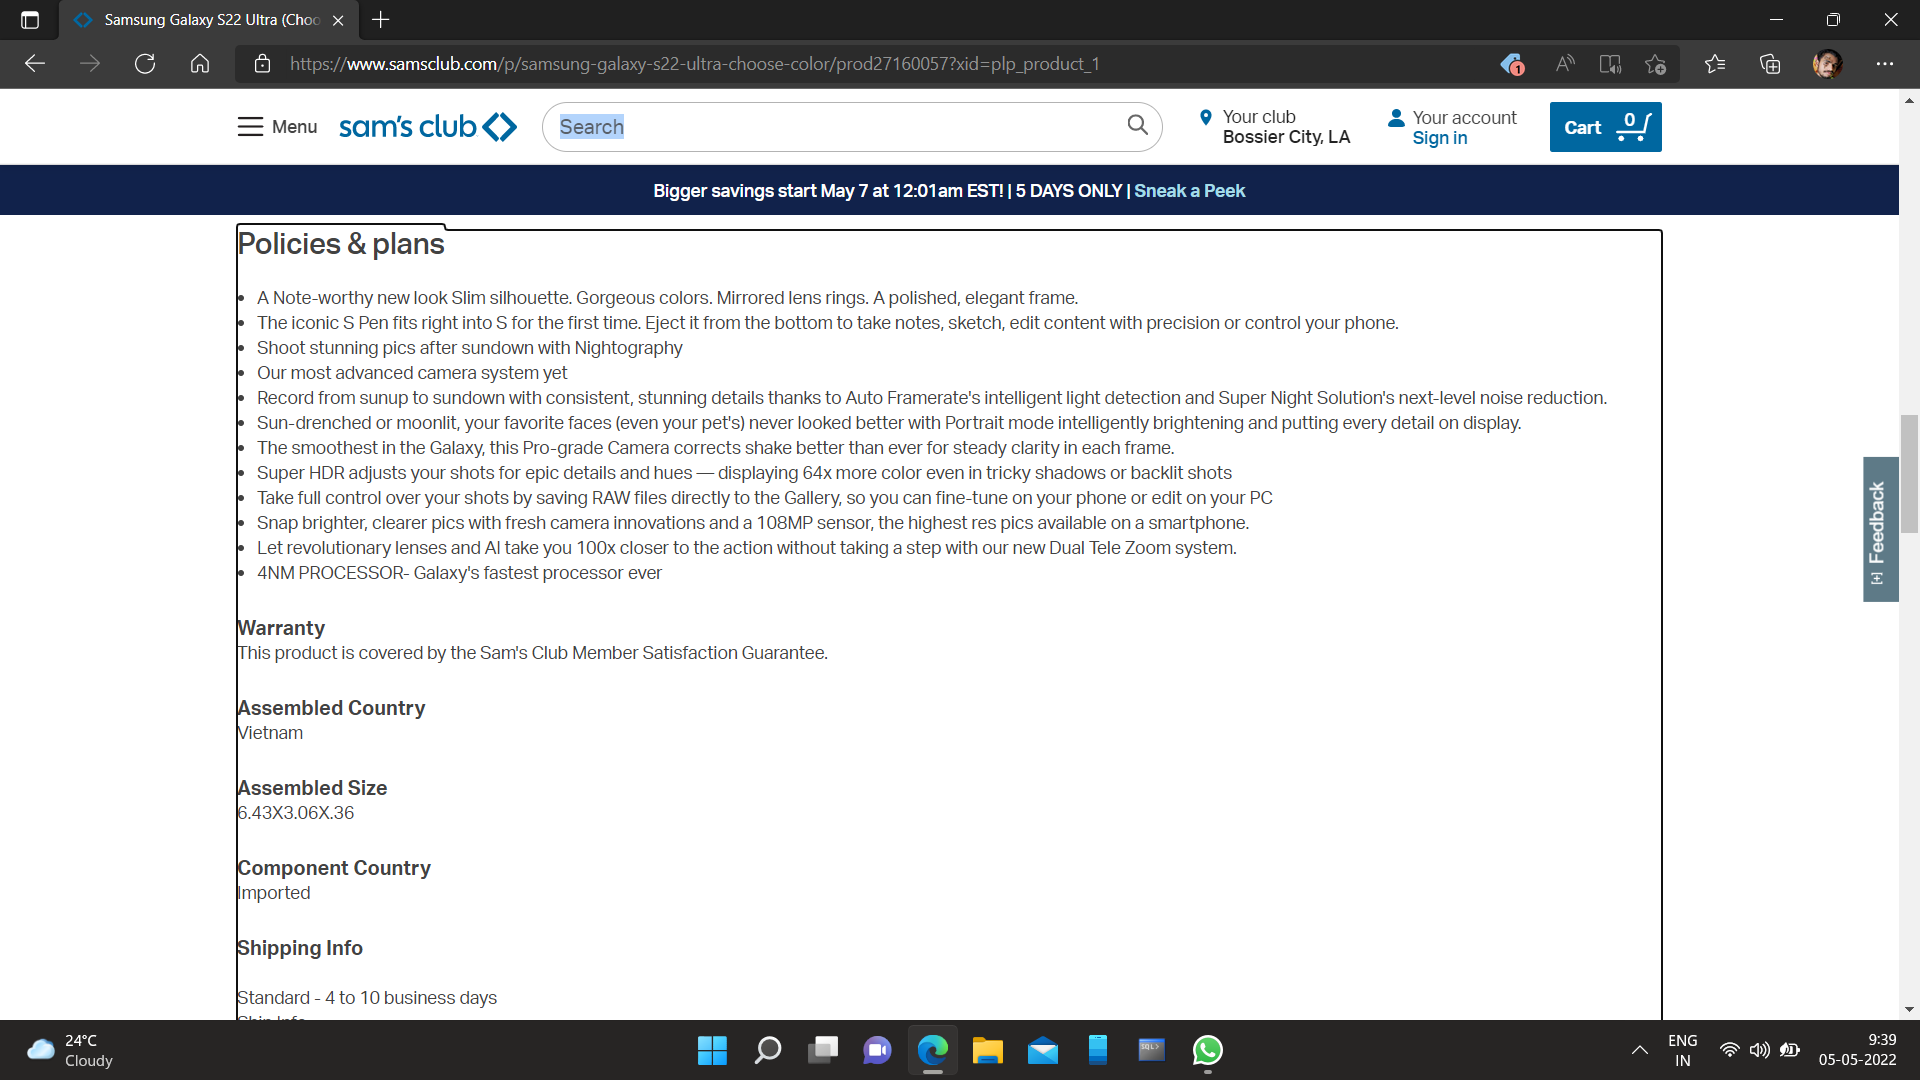 Samsung Galaxy S22 Ultra (Choo
https://www.samsclub.com/p/samsung-galaxy-s22-ultra-choose-color/prod27160057?xid=plp_product_1
1
Menu
sam's club
Search
Your club
Bossier City, LA
Your account
Sign in
Cart
0
Bigger savings start May 7 at 12:01am EST! | 5 DAYS ONLY | Sneak a Peek
Policies & plans
• A Note-worthy new look Slim silhouette. Gorgeous colors. Mirrored lens rings. A polished, elegant frame.
• The iconic S Pen fits right into S for the first time. Eject it from the bottom to take notes, sketch, edit content with precision or control your phone.
• Shoot stunning pics after sundown with Nightography
• Our most advanced camera system yet
• Record from sunup to sundown with consistent, stunning details thanks to Auto Framerate's intelligent light detection and Super Night Solution's next-level noise reduction.
• Sun-drenched or moonlit, your favorite faces (even your pet's) never looked better with Portrait mode intelligently brightening and putting every detail on display.
• The smoothest in the Galaxy, this Pro-grade Camera corrects shake better than ever for steady clarity in each frame.
• Super HDR adjusts your shots for epic details and hues — displaying 64x more color even in tricky shadows or backlit shots
• Take full control over your shots by saving RAW files directly to the Gallery, so you can fine-tune on your phone or edit on your PC
• Snap brighter, clearer pics with fresh camera innovations and a 108MP sensor, the highest res pics available on a smartphone.
• Let revolutionary lenses and AI take you 100x closer to the action without taking a step with our new Dual Tele Zoom system.
• 4NM PROCESSOR- Galaxy's fastest processor ever
[+] Feedback
Warranty
This product is covered by the Sam's Club Member Satisfaction Guarantee.
Assembled Country
Vietnam
Assembled Size
6.43X3.06X.36
Component Country
Imported
Shipping Info
Standard - 4 to 10 business days
24°C
Cloudy
SQL>
ENG
IN
9:39
05-05-2022